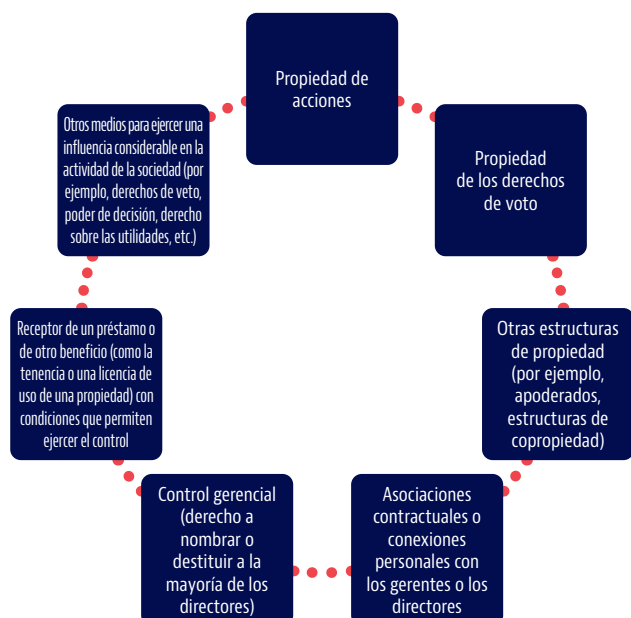 Propiedad de
acciones
Propiedad
de los derechos
de voto
Otras estructuras
de propiedad
(por ejemplo,
apoderados,
estructuras de
copropiedad)
Asociaciones
contractuales o
conexiones
personales con
los gerentes o los
directores
Control gerencial
(derecho a
nombrar o
destituir a la
mayoría de los
directores)
Receptor de un préstamo o
de otro beneficio (como la
tenencia o una licencia de
uso de una propiedad) con
condiciones que permiten
ejercer el control
Otros medios para ejercer una
influencia considerable en la
actividad de la sociedad (por
ejemplo, derechos de veto,
poder de decisión, derecho
sobre las utilidades, etc.)